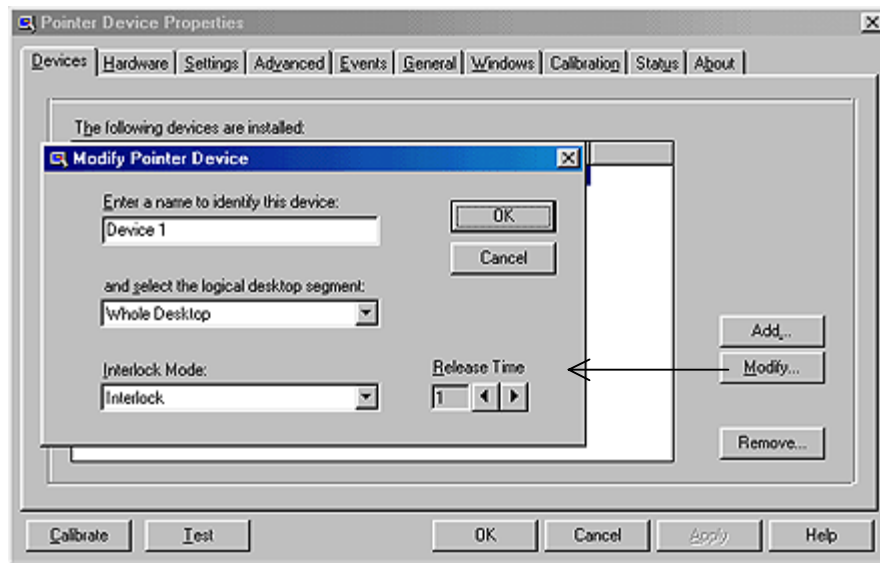 Pointer Device Properties
Devices Hardware Settings Advanced Events General Windows Calibration Status About
The following devices are installed:
Modify Pointer Device
Enter a name to identify this device:
Device 1
OK
Cancel
and select the logical desktop segment:
Whole Desktop
Interlock Mode:
Interlock
Release Time
1
Add...
Modify...
Remove...
Calibrate Test OK Cancel Apply Help